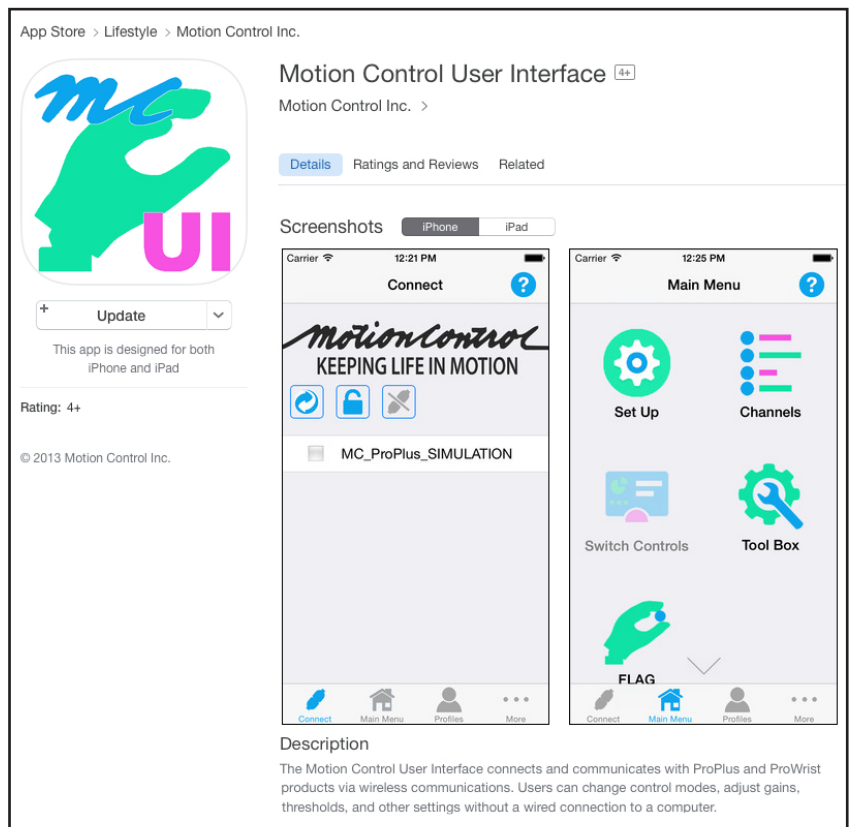 App Store > Lifestyle > Motion Control Inc.
MC
UI
+ Update
This app is designed for both
iPhone and iPad
Rating: 4+
© 2013 Motion Control Inc.
Motion Control User Interface 4+
Motion Control Inc. >
Details Ratings and Reviews Related
Screenshots iPhone iPad
Carrier 12:21 PM
Connect ?
Motion Control
KEEPING LIFE IN MOTION
MC_ProPlus_SIMULATION
Connect Main Menu Profiles More
Carrier 12:25 PM
Main Menu ?
Set Up Channels
Switch Controls Tool Box
FLAG
Connect Main Menu Profiles More
Description
The Motion Control User Interface connects and communicates with ProPlus and ProWrist
products via wireless communications. Users can change control modes, adjust gains,
thresholds, and other settings without a wired connection to a computer.